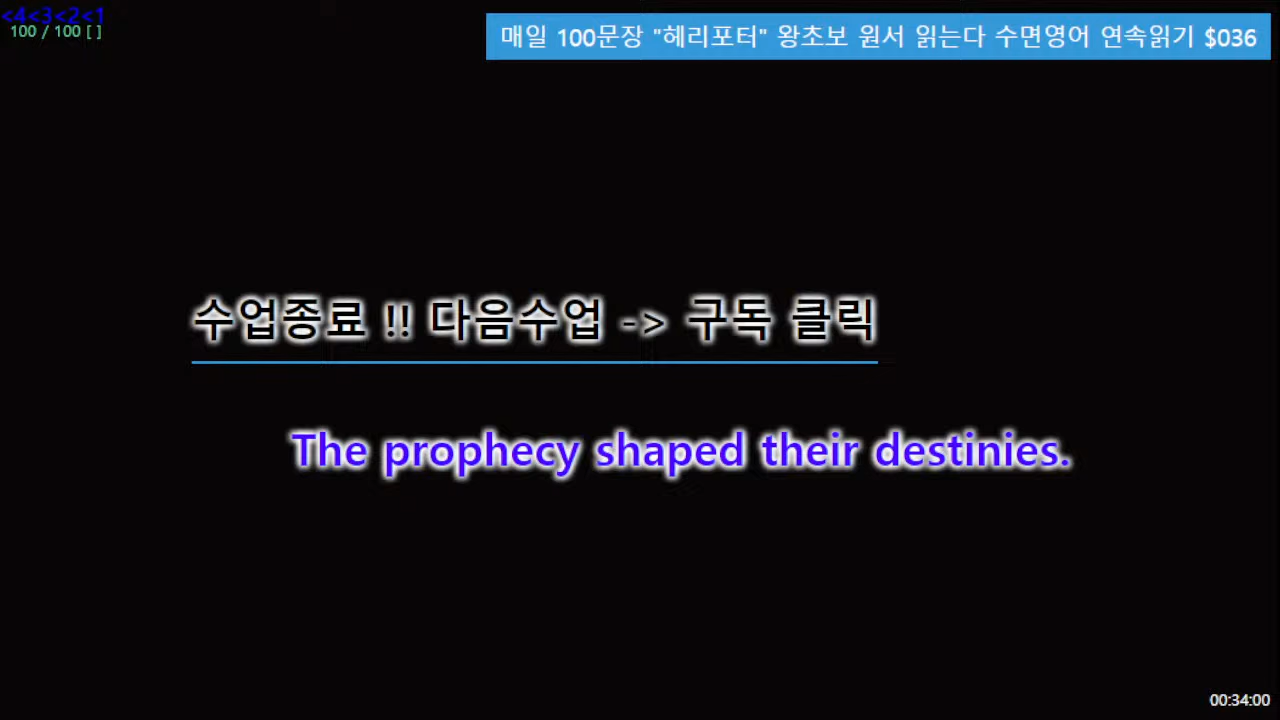 <4<3<2<1
100 / 100 [ ]
매일 100문장 "헤리포터" 왕초보 원서 읽는다 수면영어 연속읽기 $036
수업종료 !! 다음수업 -> 구독 클릭
The prophecy shaped their destinies.
00:34:00